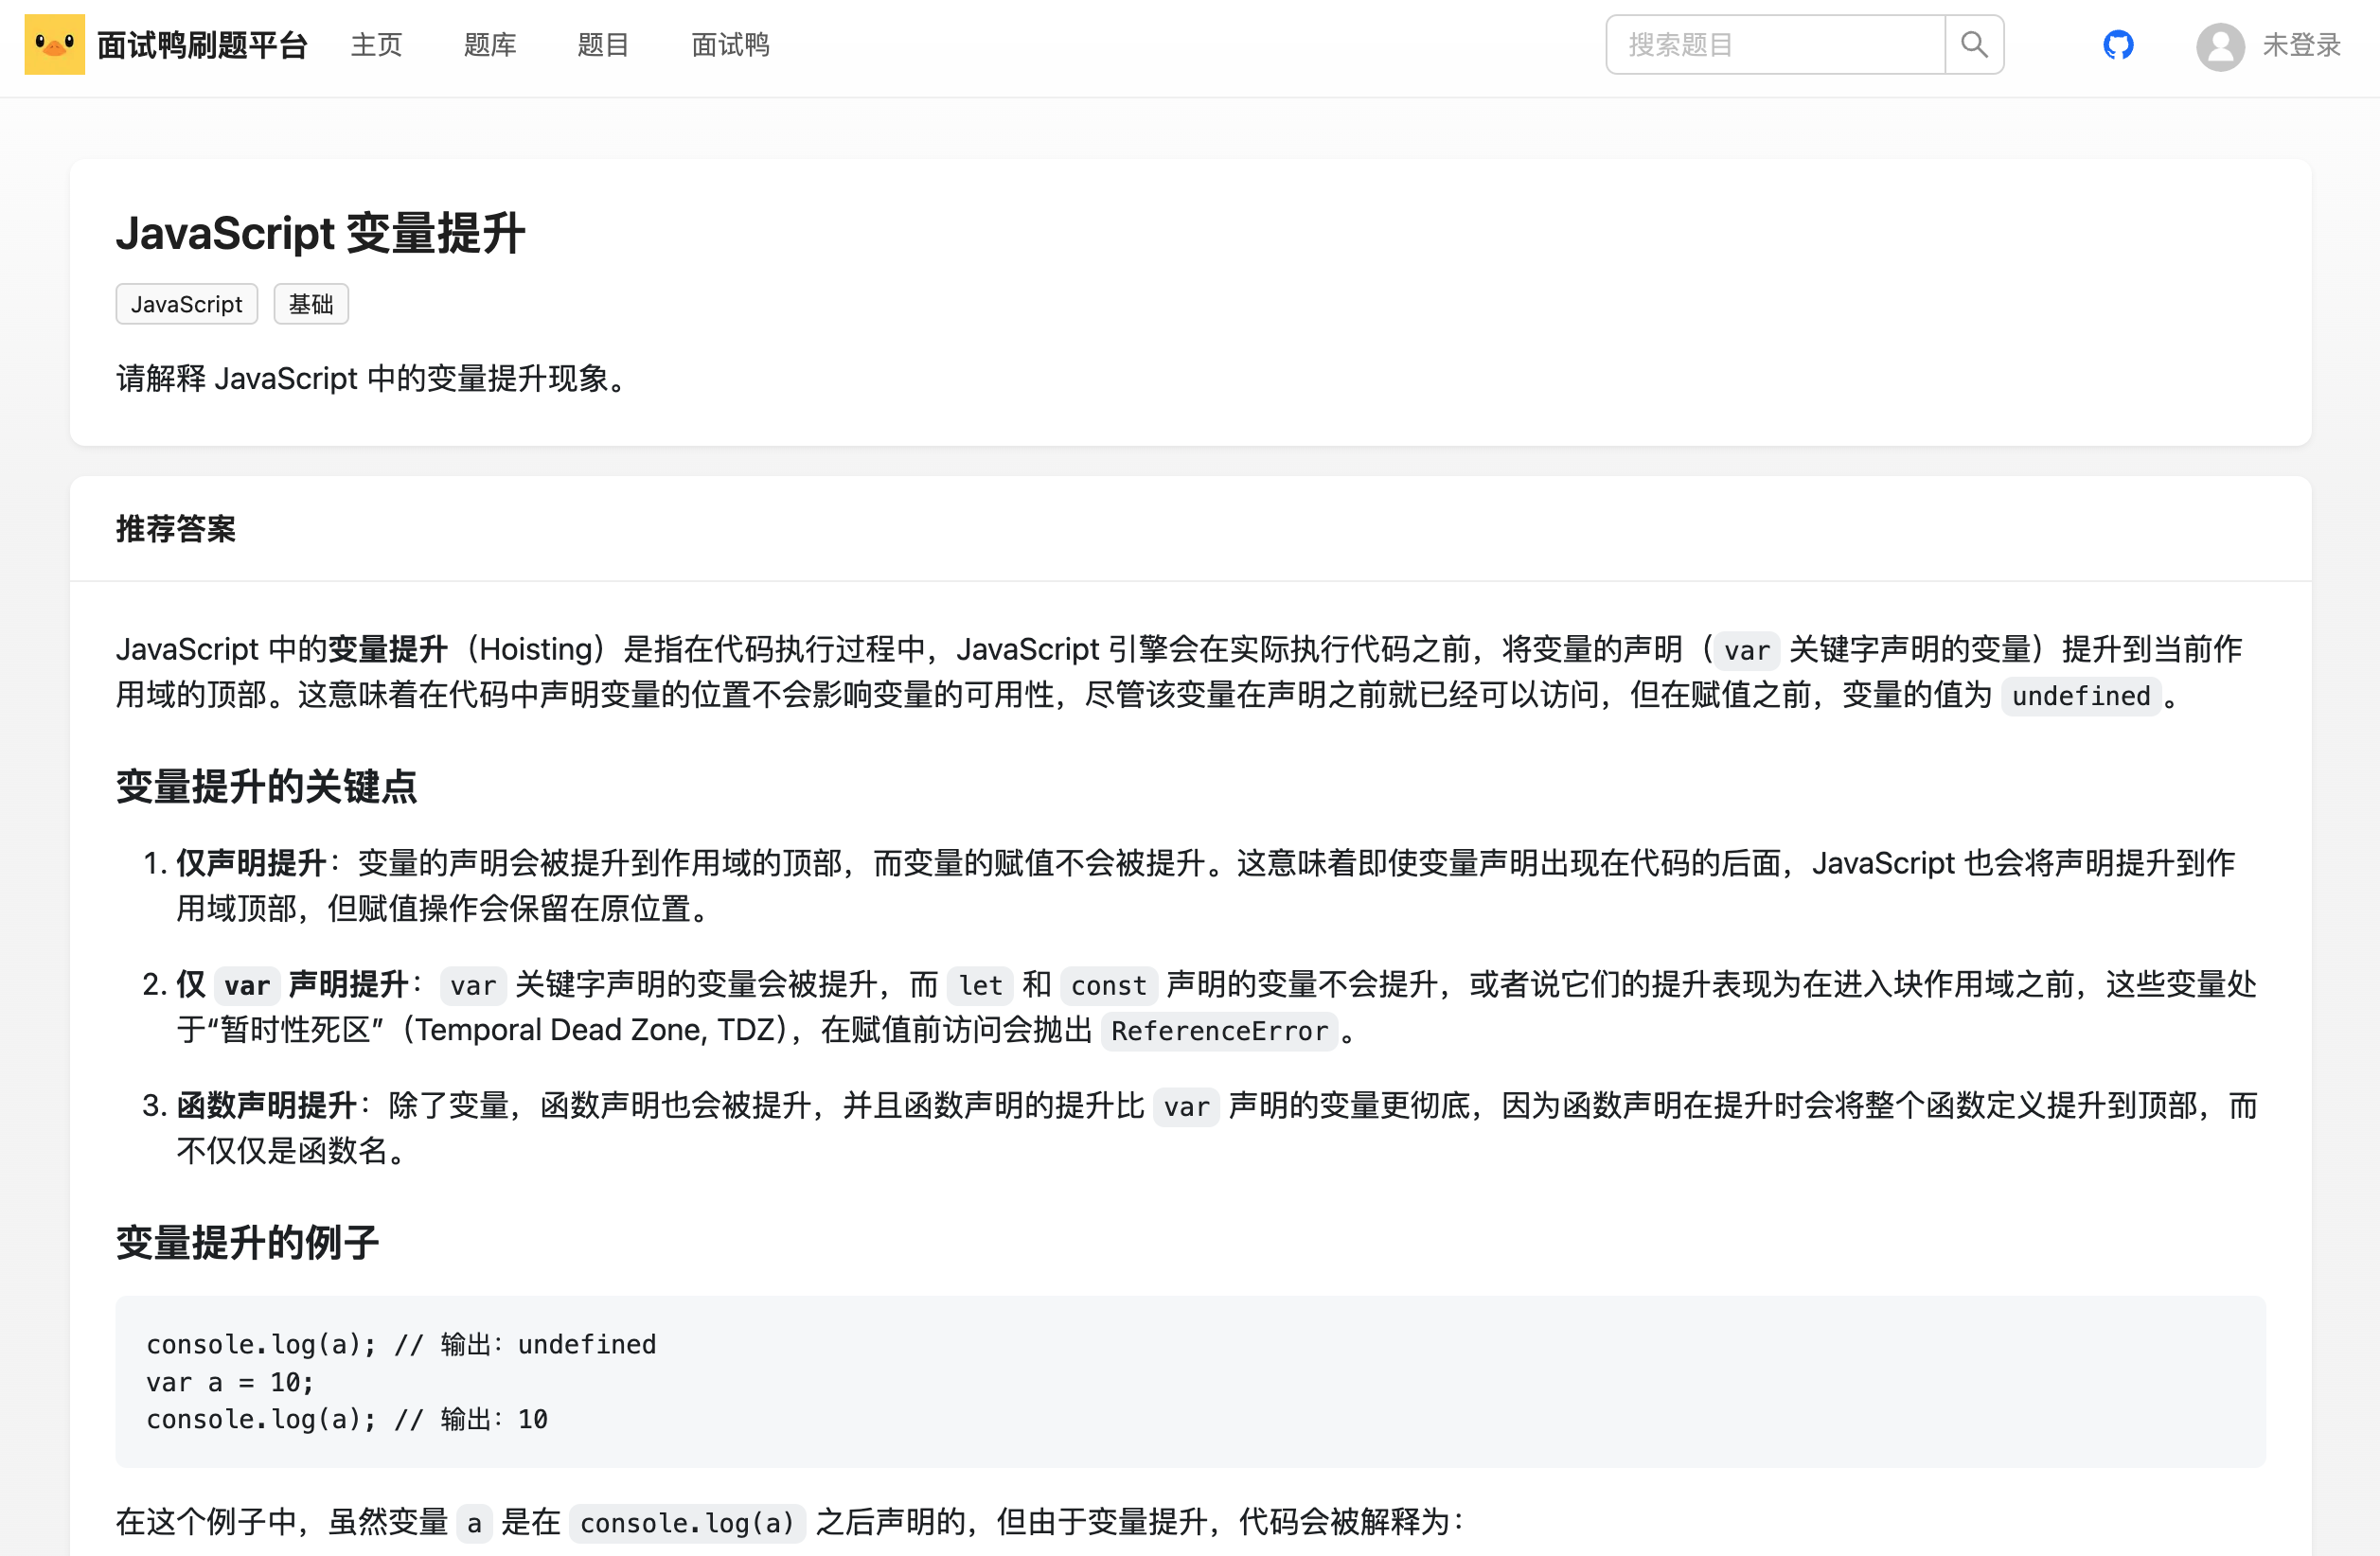 面试鸭刷题平台 主页 题库 题目 面试鸭 搜索题目 未登录
JavaScript 变量提升
JavaScript 基础
请解释 JavaScript 中的变量提升现象。
推荐答案
JavaScript 中的变量提升（Hoisting）是指在代码执行过程中，JavaScript 引擎会在实际执行代码之前，将变量的声明（var 关键字声明的变量）提升到当前作
用域的顶部。这意味着在代码中声明变量的位置不会影响变量的可用性，尽管该变量在声明之前就已经可以访问，但在赋值之前，变量的值为 undefined。
变量提升的关键点
1. 仅声明提升：变量的声明会被提升到作用域的顶部，而变量的赋值不会被提升。这意味着即使变量声明出现在代码的后面，JavaScript 也会将声明提升到作
用域顶部，但赋值操作会保留在原位置。
2. 仅 var 声明提升：var 关键字声明的变量会被提升，而 let 和 const 声明的变量不会提升，或者说它们的提升表现为在进入块作用域之前，这些变量处
于“暂时性死区”（Temporal Dead Zone, TDZ），在赋值前访问会抛出 ReferenceError。
3. 函数声明提升：除了变量，函数声明也会被提升，并且函数声明的提升比 var 声明的变量更彻底，因为函数声明在提升时会将整个函数定义提升到顶部，而
不仅仅是函数名。
变量提升的例子
console.log(a); // 输出：undefined
var a = 10;
console.log(a); // 输出：10
在这个例子中，虽然变量 a 是在 console.log(a) 之后声明的，但由于变量提升，代码会被解释为：